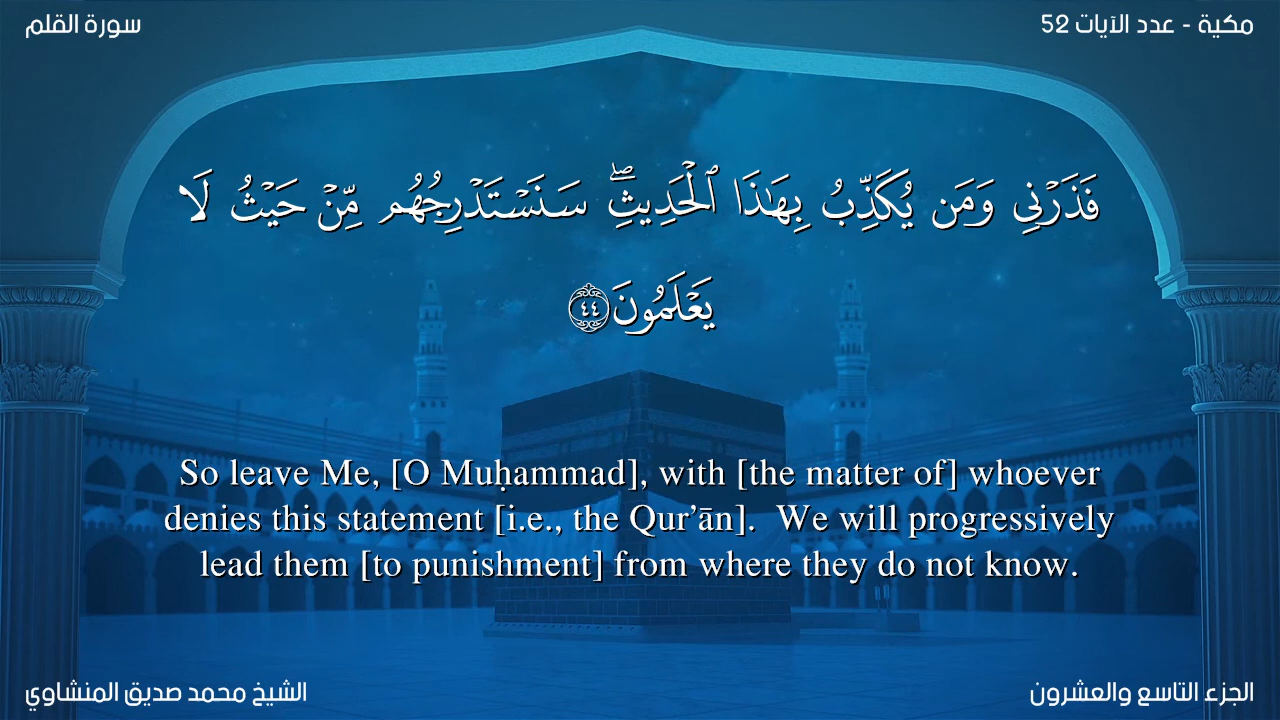 مكية - عدد الآيات 52
سورة القلم
فَذَرْنِى وَمَن يُكَذِّبُ بِهَٰذَا ٱلْحَدِيثِ ۖ سَنَسْتَدْرِجُهُم مِّنْ حَيْثُ لَا
يَعْلَمُونَ ٤٤
So leave Me, [O Muḥammad], with [the matter of] whoever
denies this statement [i.e., the Qur’ān].  We will progressively
lead them [to punishment] from where they do not know.
الجزء التاسع والعشرون
الشيخ محمد صديق المنشاوي